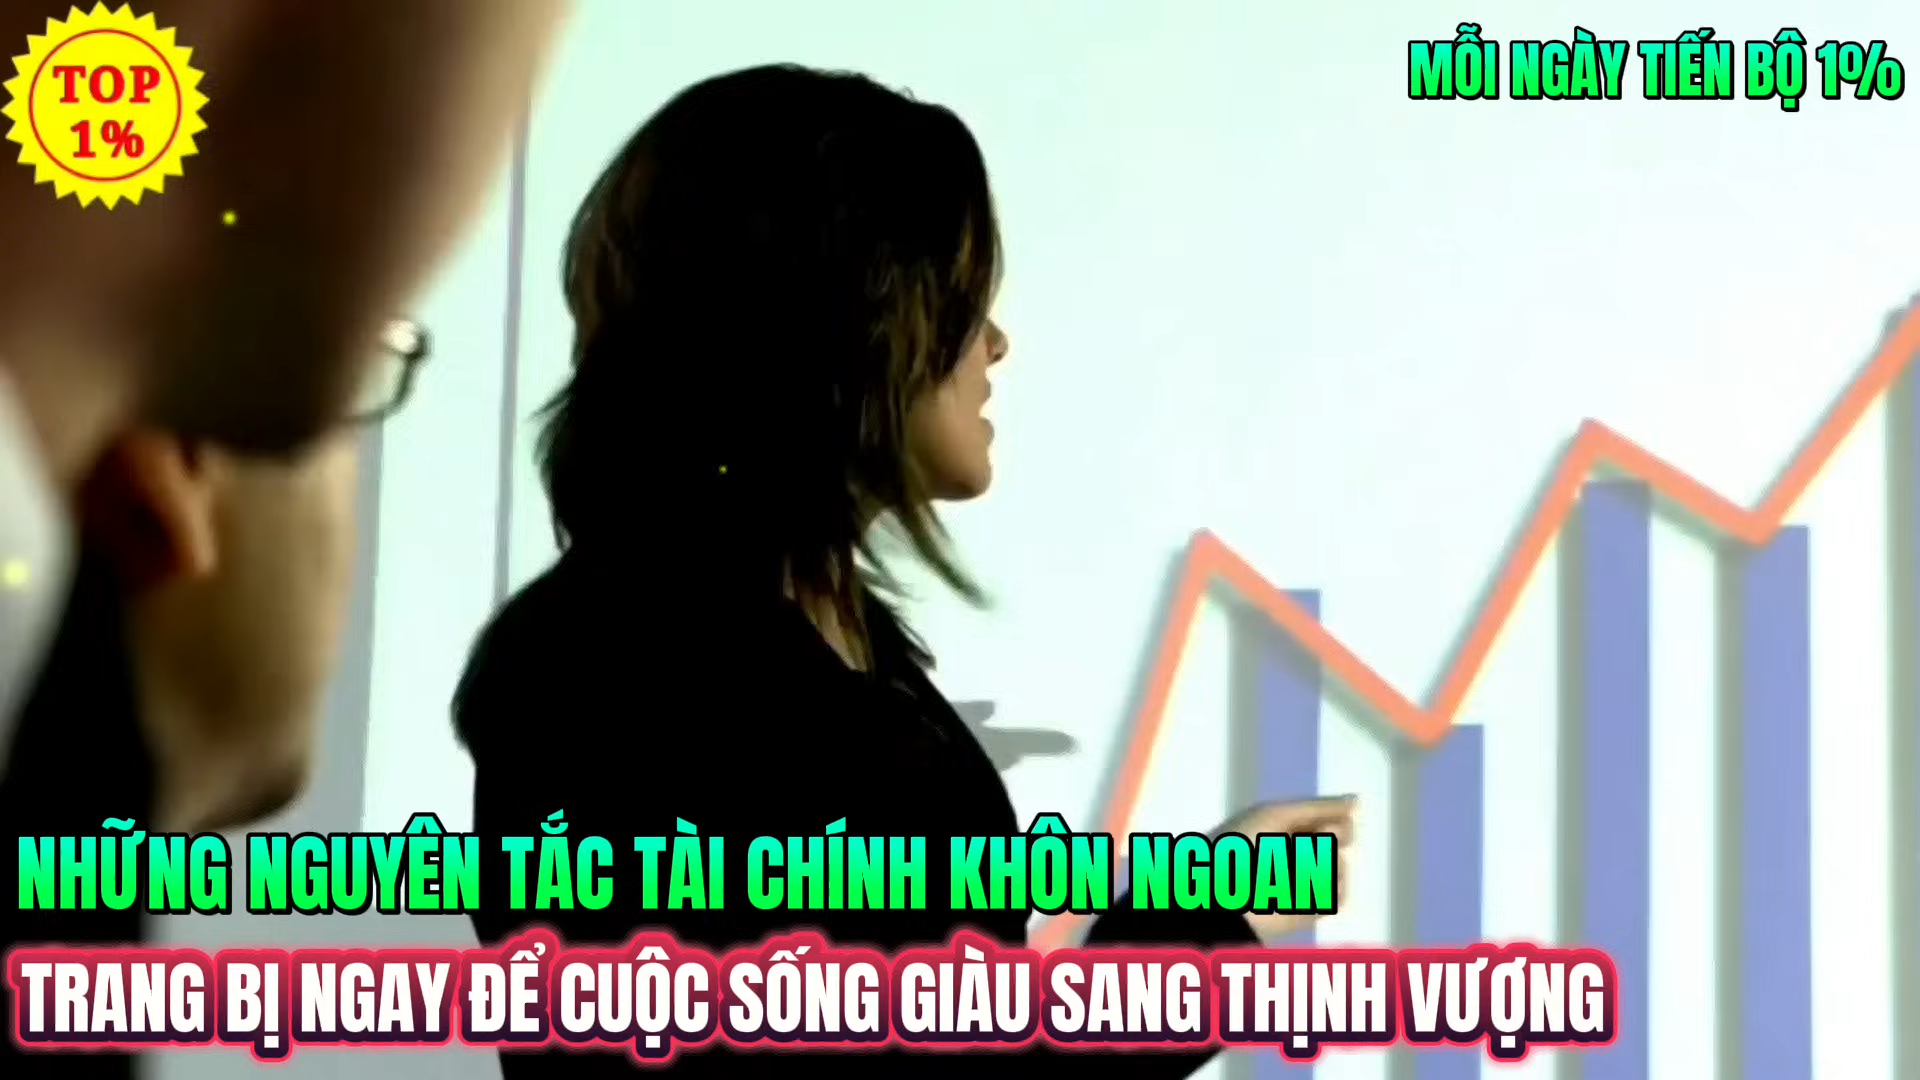 TOP
1%
MỖI NGÀY TIẾN BỘ 1%
NHỮNG NGUYÊN TẮC TÀI CHÍNH KHÔN NGOAN
TRANG BỊ NGAY ĐỂ CUỘC SỐNG GIÀU SANG THỊNH VƯỢNG